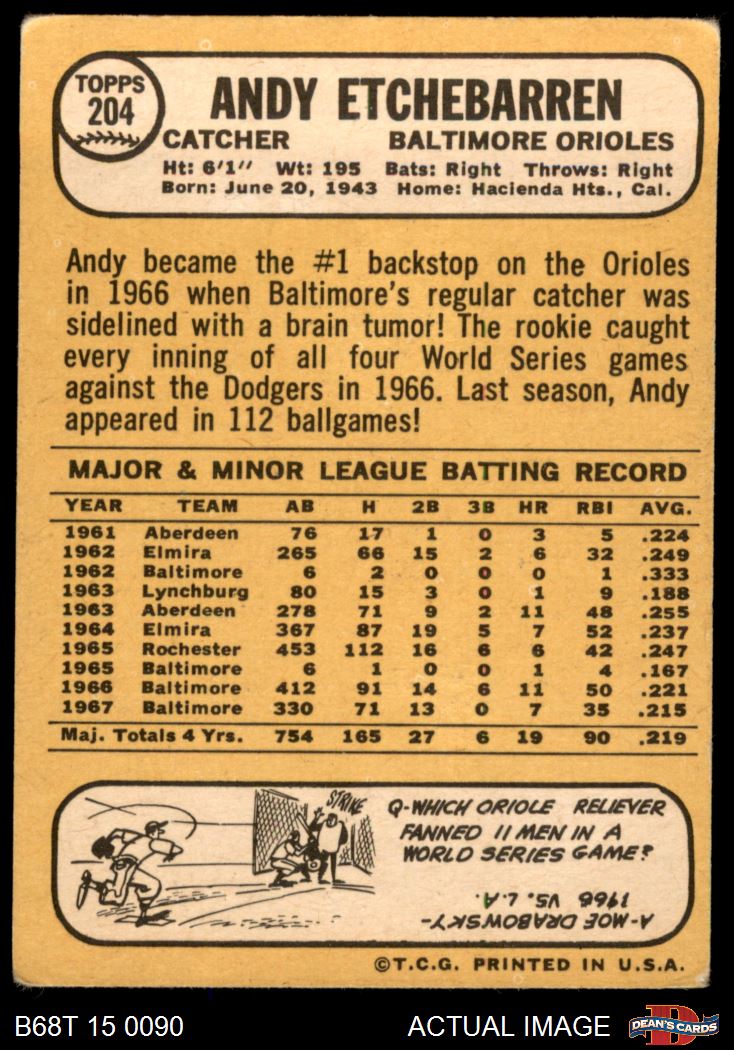 TOPPS
204
ANDY ETCHEBARREN
CATCHER BALTIMORE ORIOLES
Ht: 6'1" Wt: 195 Bats: Right Throws: Right
Born: June 20, 1943 Home: Hacienda Hts., Cal.
Andy became the #1 backstop on the Orioles
in 1966 when Baltimore's regular catcher was
sidelined with a brain tumor! The rookie caught
every inning of all four World Series games
against the Dodgers in 1966. Last season, Andy
appeared in 112 ballgames!
MAJOR & MINOR LEAGUE BATTING RECORD
YEAR TEAM AB H 2B 3B HR RBI AVG.
1961 Aberdeen 76 17 1 0 3 5 .224
1962 Elmira 265 66 15 2 6 32 .249
1962 Baltimore 6 2 0 0 0 1 .333
1963 Lynchburg 80 15 3 0 1 9 .188
1963 Aberdeen 278 71 9 2 11 48 .255
1964 Elmira 367 87 19 5 7 52 .237
1965 Rochester 453 112 16 6 6 42 .247
1965 Baltimore 6 1 0 0 1 4 .167
1966 Baltimore 412 91 14 6 11 50 .221
1967 Baltimore 330 71 13 0 7 35 .215
Maj. Totals 4 Yrs. 754 165 27 6 19 90 .219
STRIKE
Q-WHICH ORIOLE RELIEVER
FANNED 11 MEN IN A
WORLD SERIES GAME?
A-MOE DRABOWSKY-
1966 VS. L.A.
©T.C.G. PRINTED IN U.S.A.
B68T 15 0090 ACTUAL IMAGE
D
DEAN'S CARDS